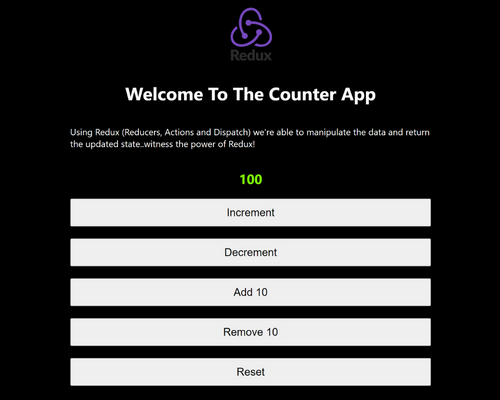 Redux
Welcome To The Counter App
Using Redux (Reducers, Actions and Dispatch) we're able to manipulate the data and return
the updated state..witness the power of Redux!
100
Increment
Decrement
Add 10
Remove 10
Reset